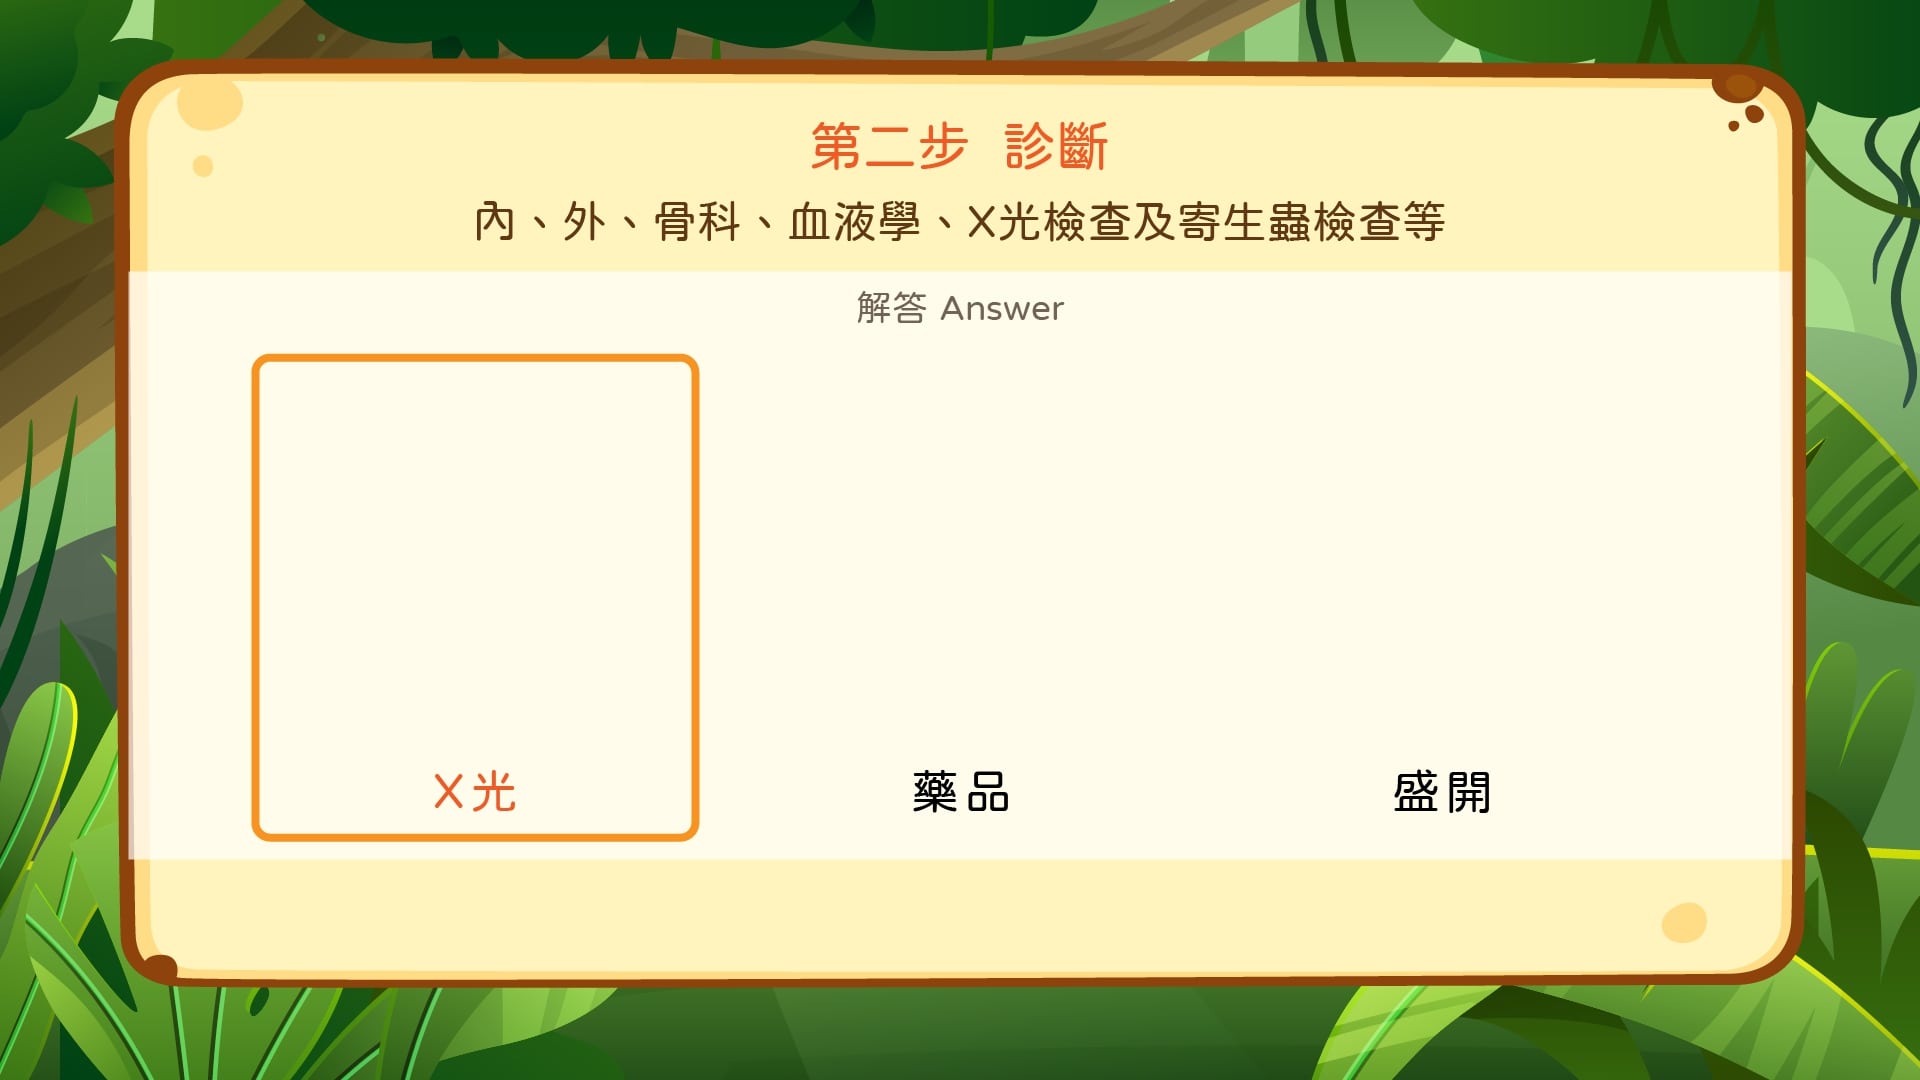 第二步 診斷
內、外、骨科、血液學、X光檢查及寄生蟲檢查等
解答 Answer
X光
藥品
盛開